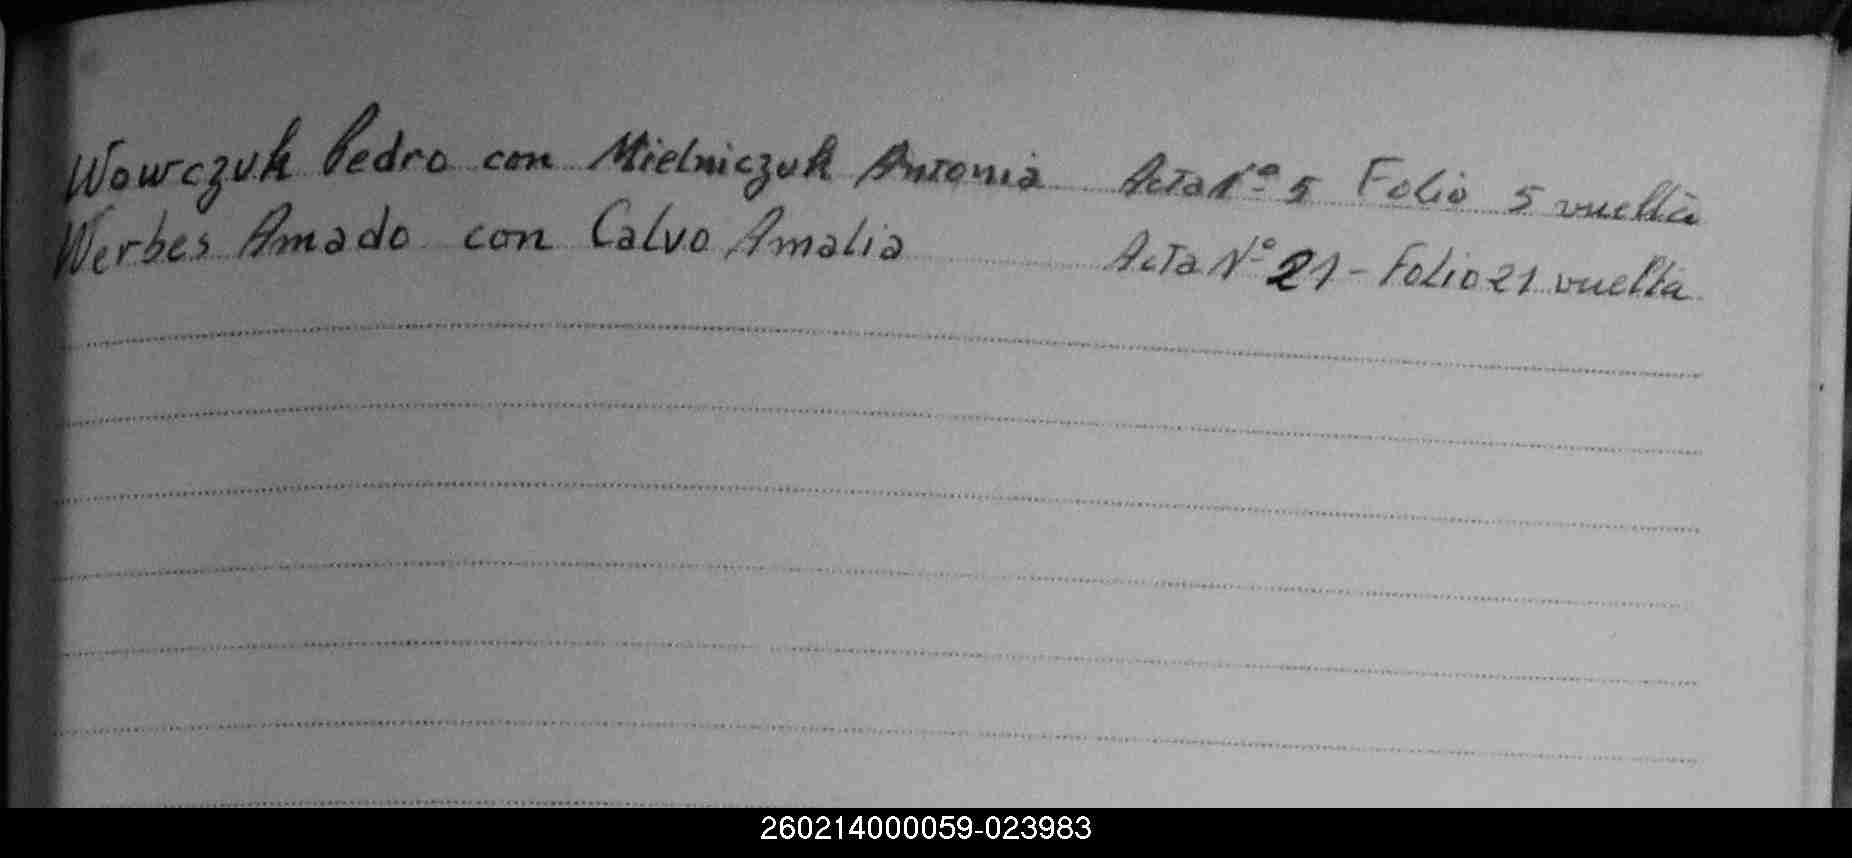 Wowczuk Pedro con Mielniczuk Antonia Acta Nº 5 Folio 5 vuelta
Werbes Amado con Calvo Amalia Acta Nº 21 - Folio 21 vuelta
260214000059-023983